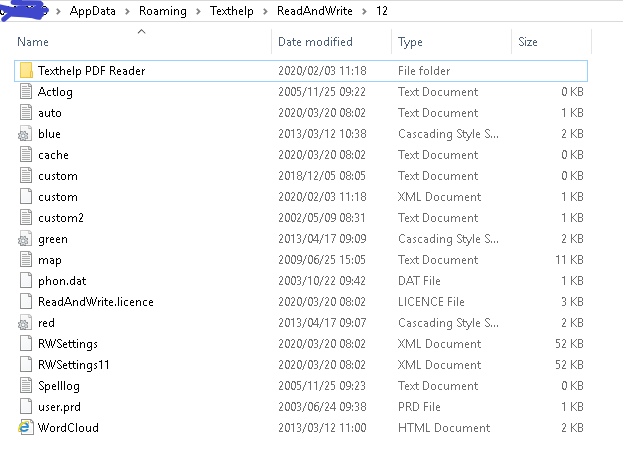 AppData > Roaming > Texthelp > ReadAndWrite > 12
Name Date modified Type Size
Texthelp PDF Reader 2020/02/03 11:18 File folder
Actlog 2005/11/25 09:22 Text Document 0 KB
auto 2020/03/20 08:02 Text Document 1 KB
blue 2013/03/12 10:38 Cascading Style S... 2 KB
cache 2020/03/20 08:02 Text Document 0 KB
custom 2018/12/05 08:05 Text Document 0 KB
custom 2020/02/03 11:18 XML Document 1 KB
custom2 2002/05/09 08:31 Text Document 1 KB
green 2013/04/17 09:09 Cascading Style S... 2 KB
map 2009/06/25 15:05 Text Document 11 KB
phon.dat 2003/10/22 09:42 DAT File 1 KB
ReadAndWrite.licence 2020/03/20 08:02 LICENCE File 3 KB
red 2013/04/17 09:07 Cascading Style S... 2 KB
RWSettings 2020/03/20 08:02 XML Document 52 KB
RWSettings11 2020/03/20 08:02 XML Document 52 KB
Spelllog 2005/11/25 09:23 Text Document 0 KB
user.prd 2003/06/24 09:38 PRD File 1 KB
WordCloud 2013/03/12 11:00 HTML Document 2 KB